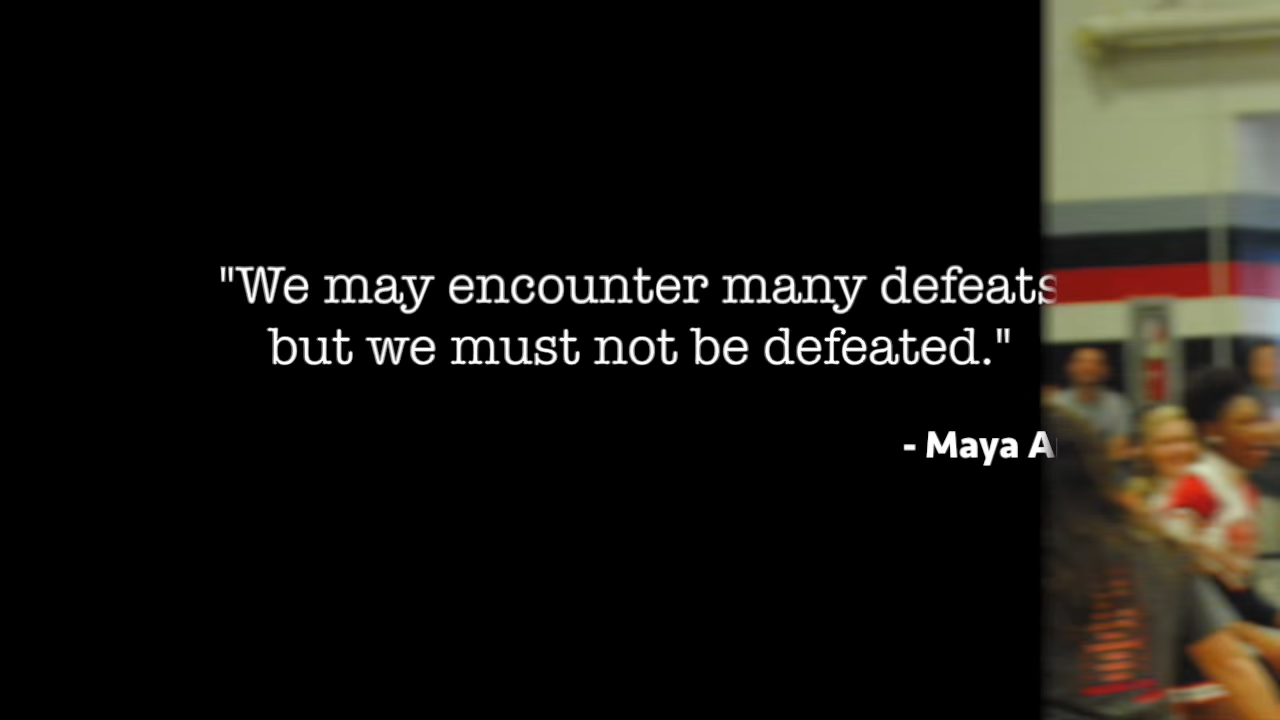 "We may encounter many defeats
but we must not be defeated."
- Maya A